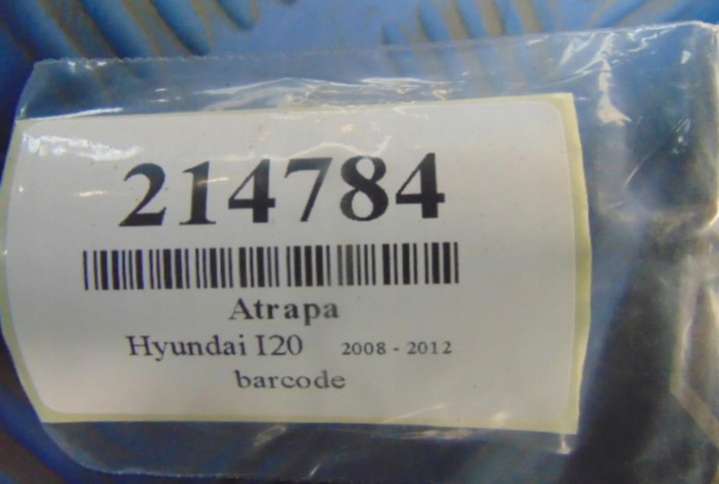 214784
Atrapa
Hyundai I20 2008 - 2012
barcode